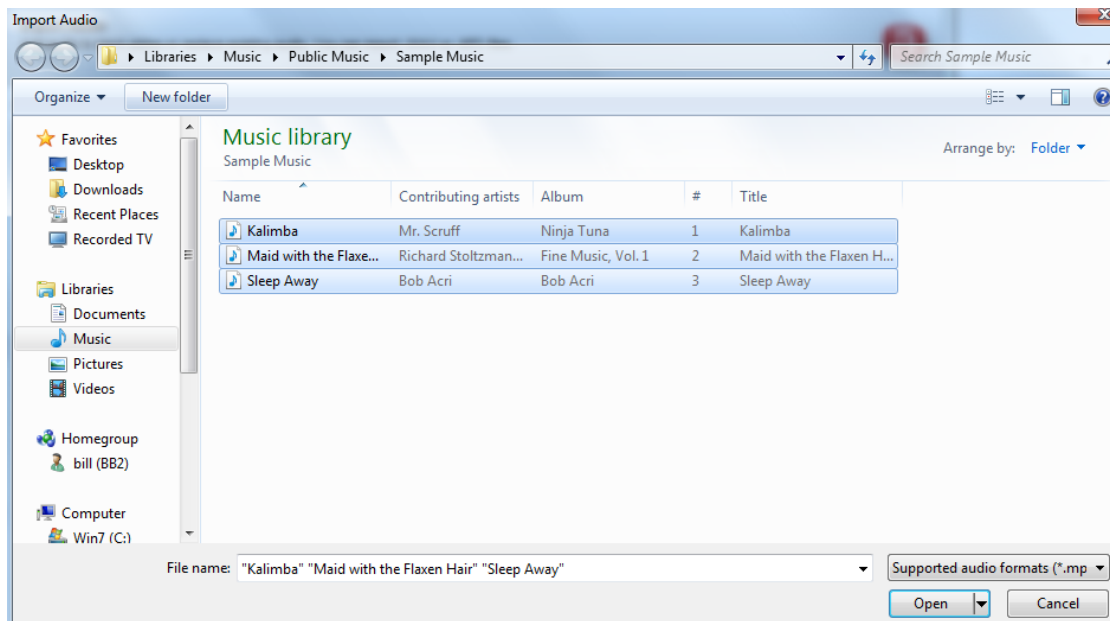 Import Audio
Libraries Music Public Music Sample Music
Search Sample Music
Organize New folder
Favorites
Desktop
Downloads
Recent Places
Recorded TV
Libraries
Documents
Music
Pictures
Videos
Homegroup
bill (BB2)
Computer
Win7 (C:)
Music library
Sample Music
Arrange by: Folder
Name Contributing artists Album # Title
Kalimba Mr. Scruff Ninja Tuna 1 Kalimba
Maid with the Flaxe... Richard Stoltzman... Fine Music, Vol. 1 2 Maid with the Flaxen H...
Sleep Away Bob Acri Bob Acri 3 Sleep Away
File name: "Kalimba" "Maid with the Flaxen Hair" "Sleep Away"
Supported audio formats (*.mp
Open Cancel